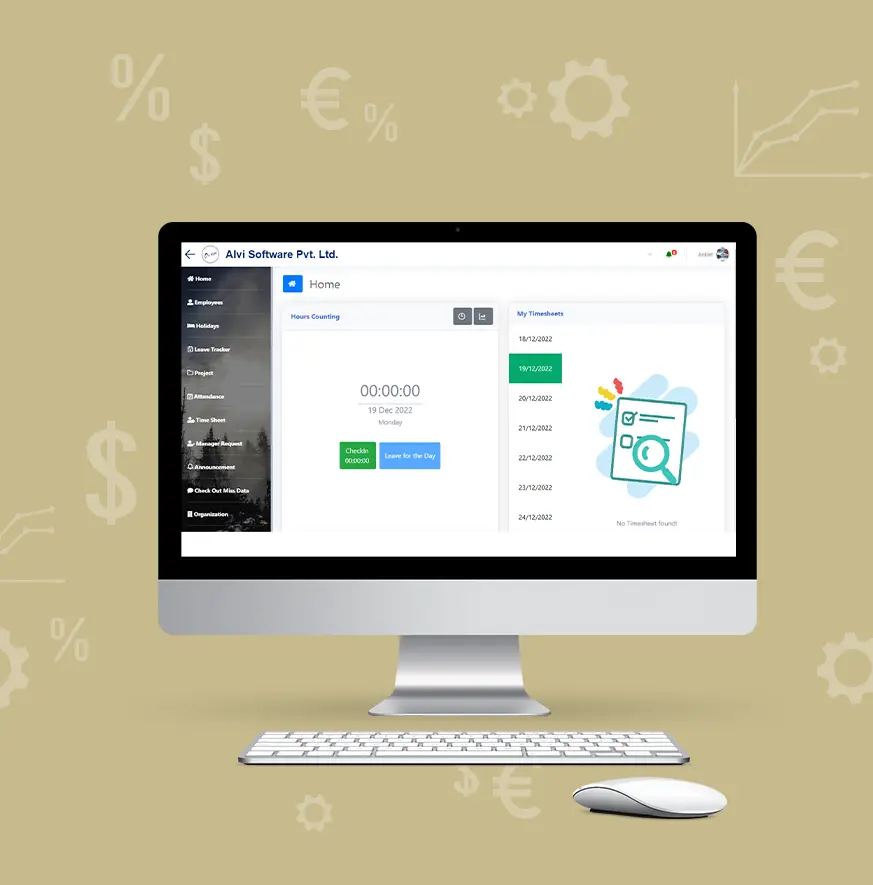 %
€
%
$
€
Alvi Software Pvt. Ltd.
Home
Home
Employees
Hours Counting
My Timesheets
Holidays
18/12/2022
Leave Tracker
19/12/2022
Project
00:00:00
Attendance
20/12/2022
19 Dec 2022
Monday
Time Sheet
21/12/2022
Manager Request
CheckIn
00:00:00
Leave for the Day
22/12/2022
Announcement
Check Out Miss Data
23/12/2022
Organization
24/12/2022
No Timesheet found!
$
%
$
€